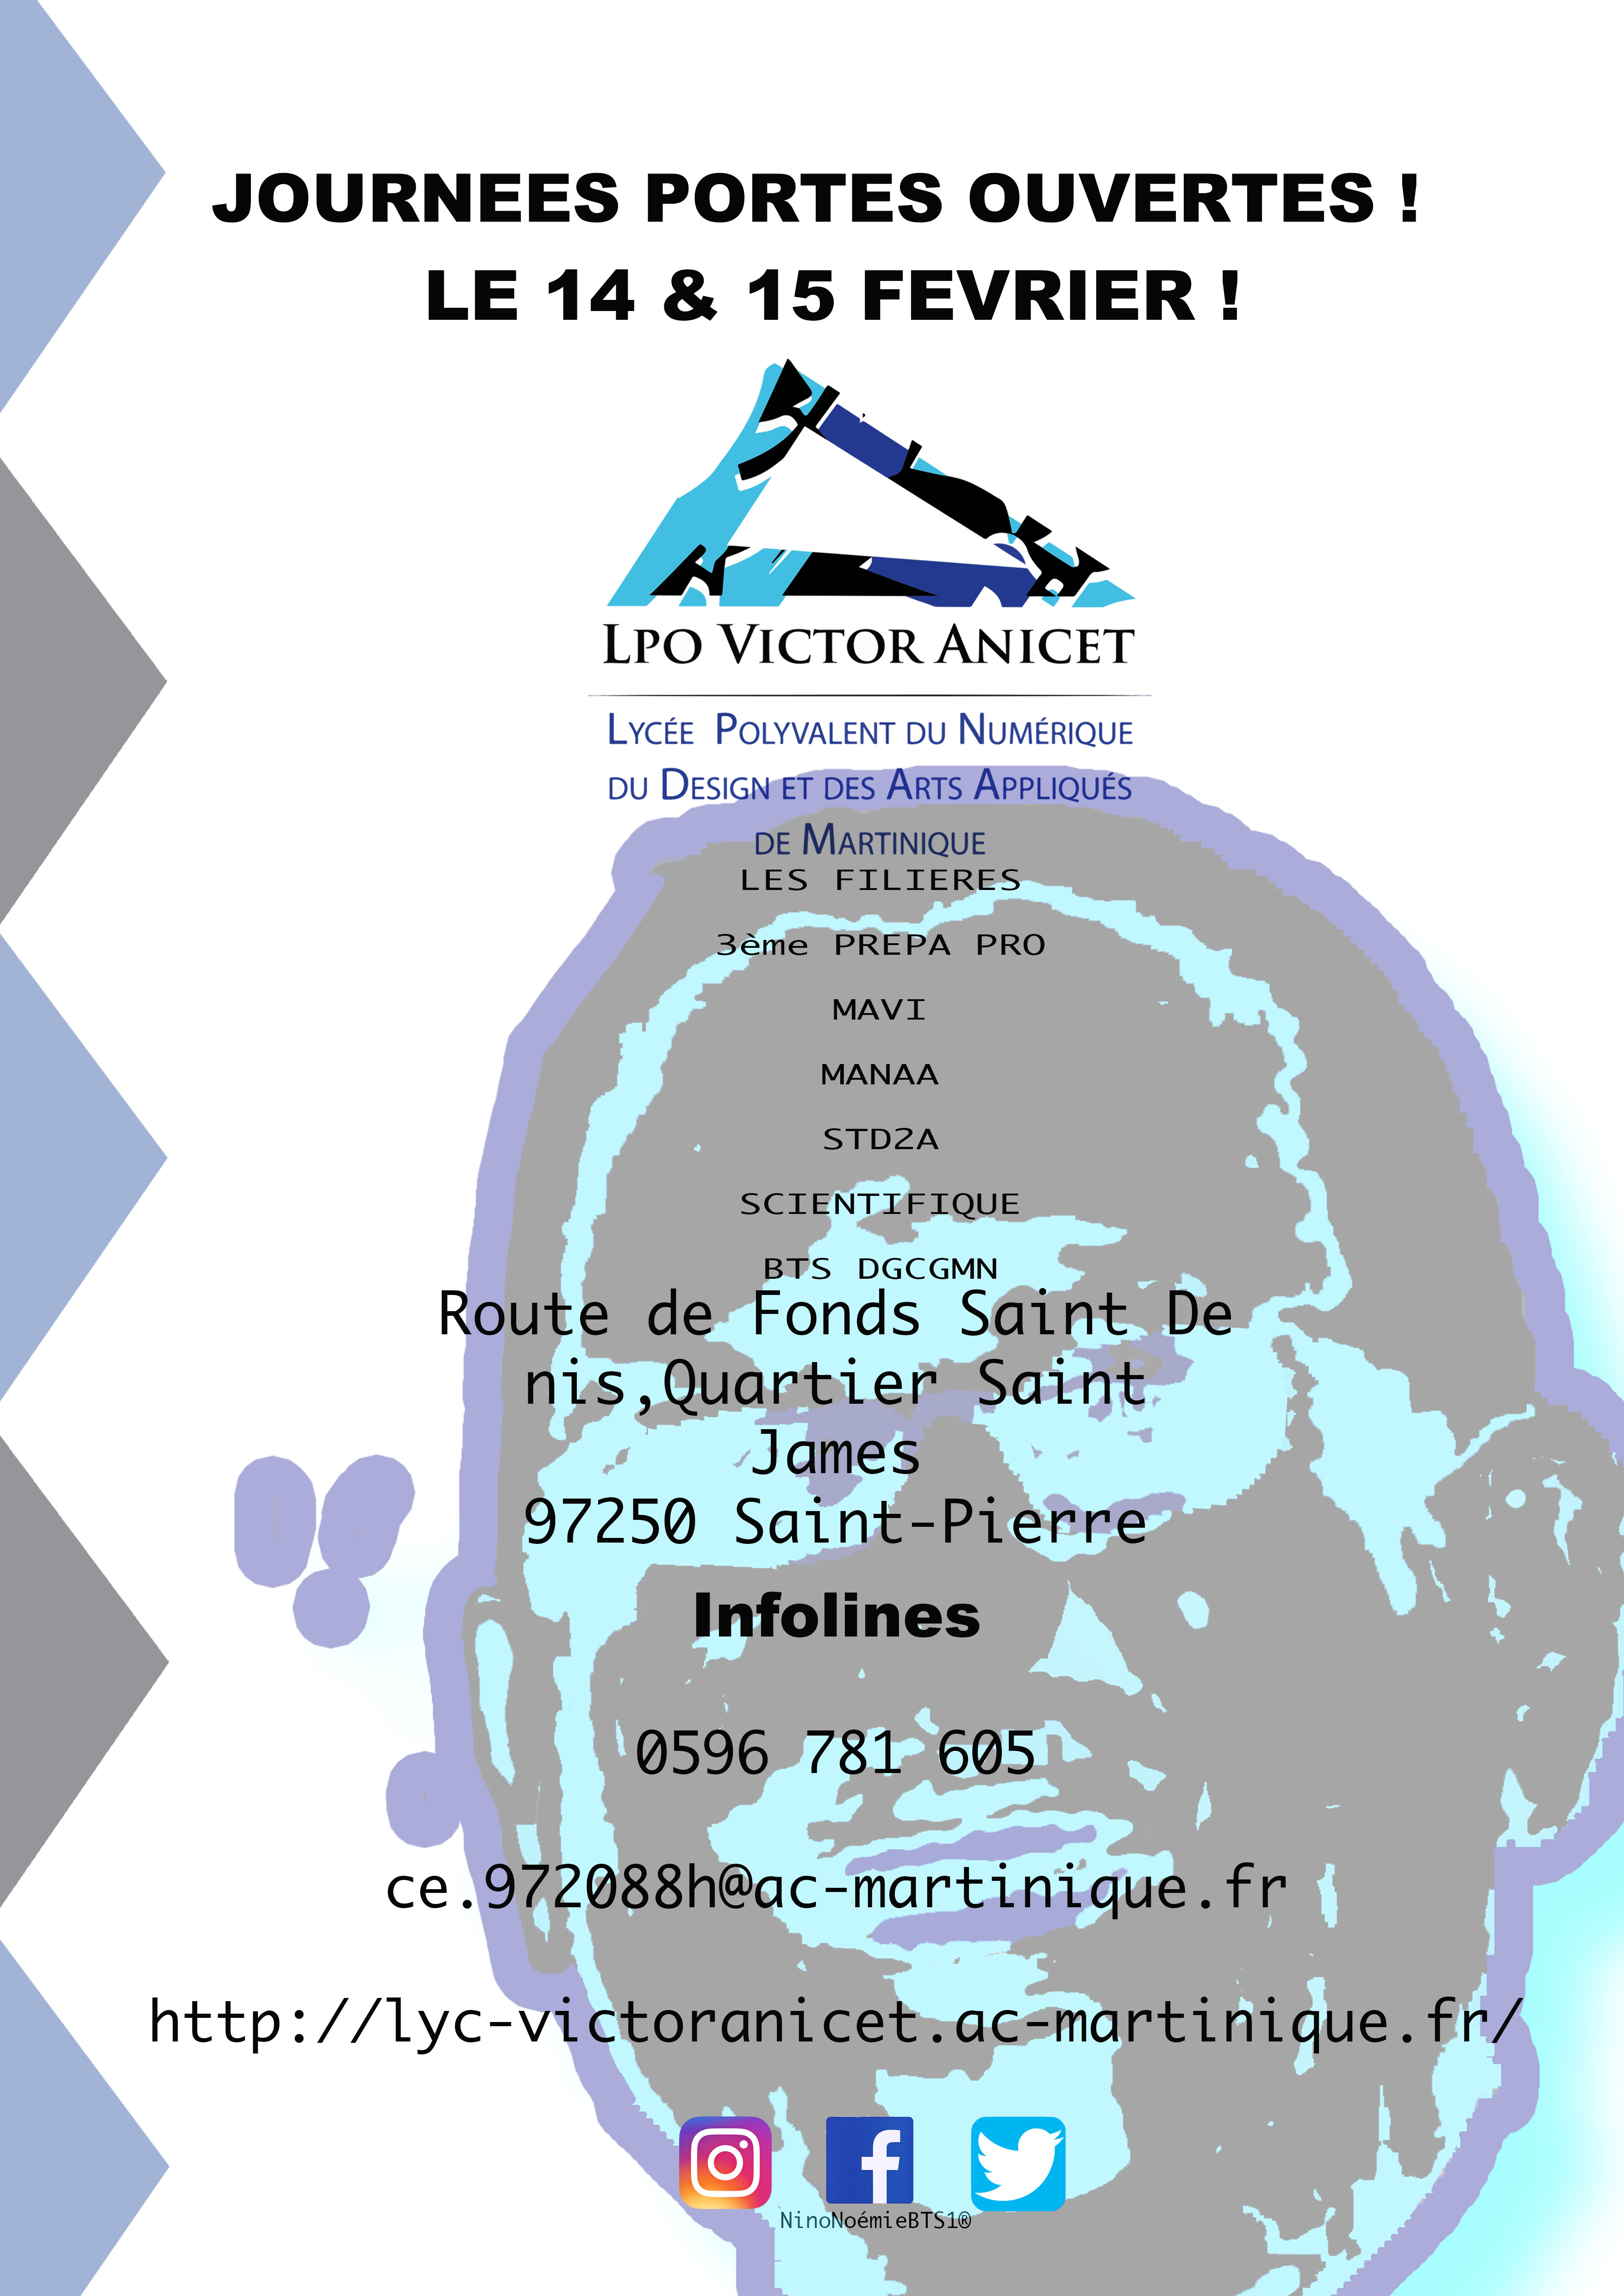 JOURNEES PORTES OUVERTES !
LE 14 & 15 FEVRIER !
LPO VICTOR ANICET
LYCÉE POLYVALENT DU NUMÉRIQUE
DU DESIGN ET DES ARTS APPLIQUÉS
DE MARTINIQUE
LES FILIERES
3ème PREPA PRO
MAVI
MANAA
STD2A
SCIENTIFIQUE
BTS DGCGMN
Route de Fonds Saint De
nis,Quartier Saint
James
97250 Saint-Pierre
Infolines
0596 781 605
ce.972088h@ac-martinique.fr
http://lyc-victoranicet.ac-martinique.fr/
NinoNoémieBTS1®